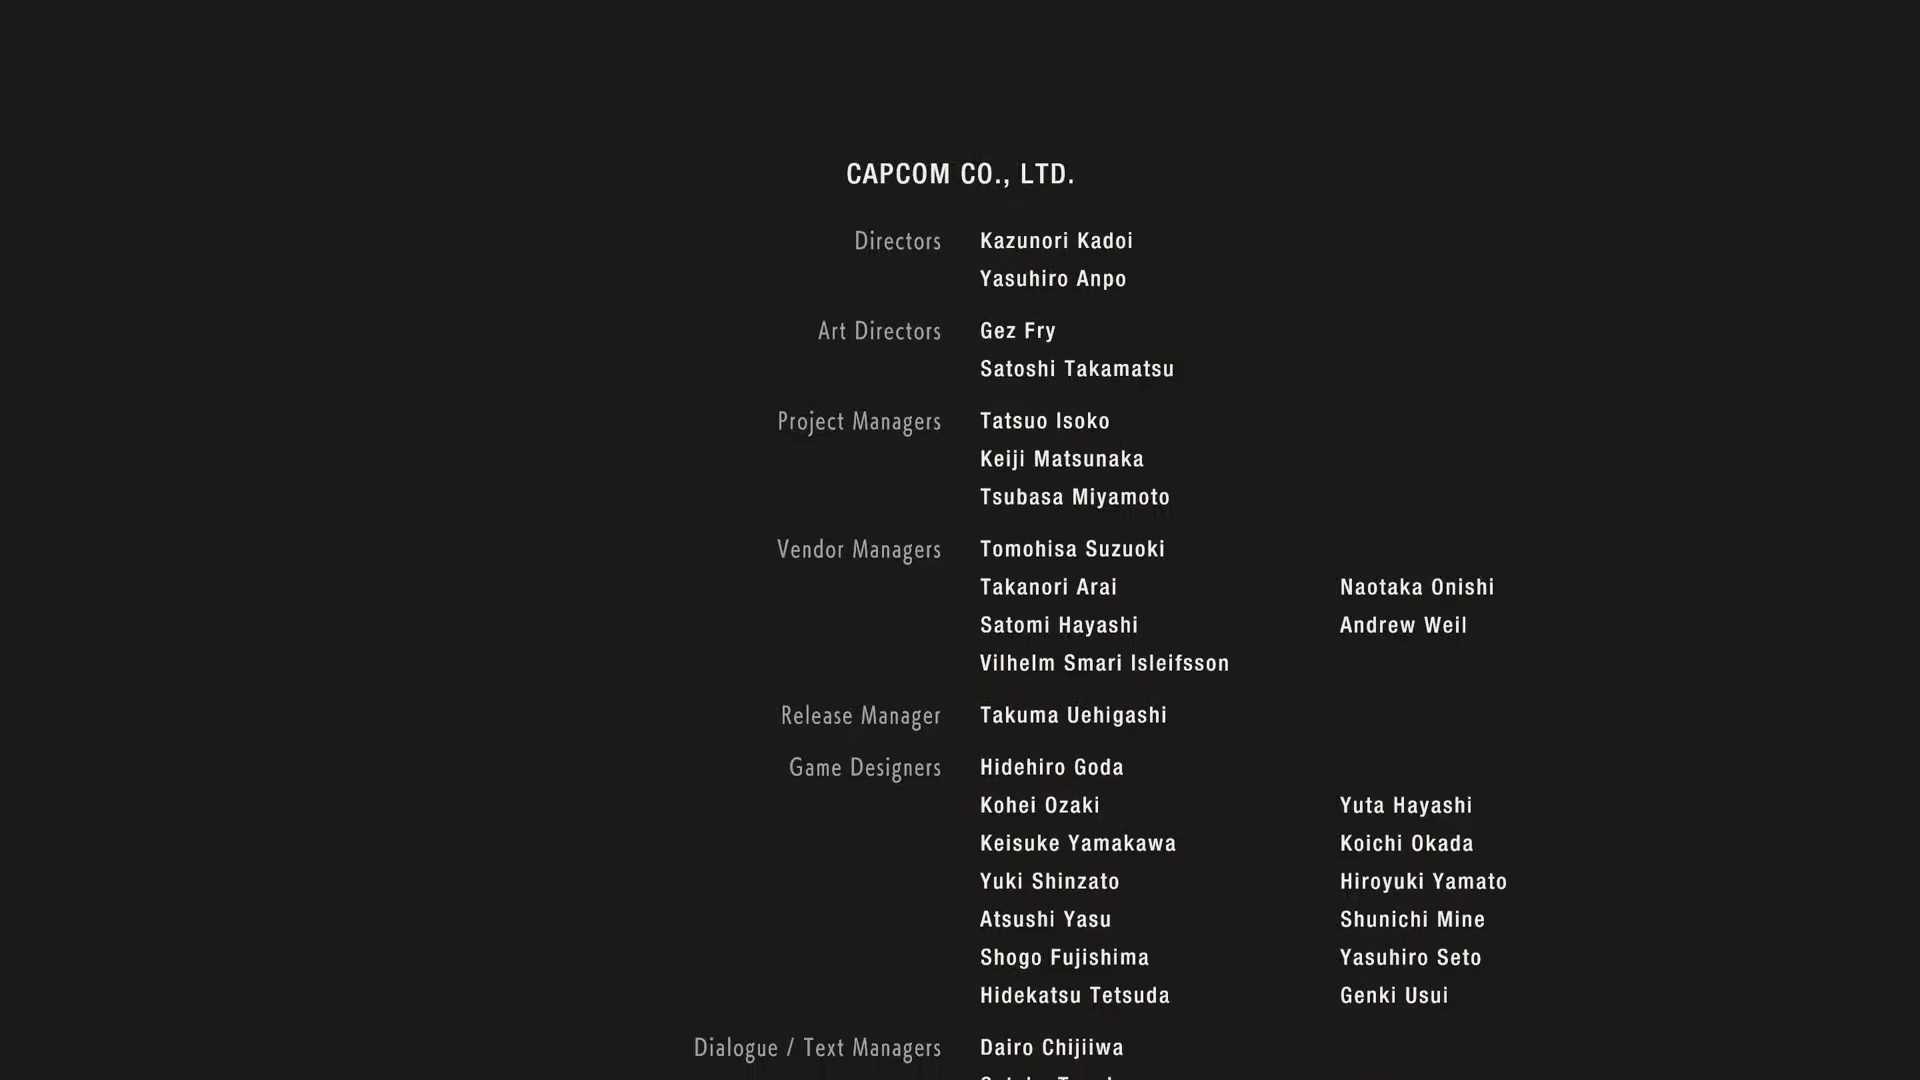 CAPCOM CO., LTD.
Directors Kazunori Kadoi
Yasuhiro Anpo
Art Directors Gez Fry
Satoshi Takamatsu
Project Managers Tatsuo Isoko
Keiji Matsunaka
Tsubasa Miyamoto
Vendor Managers Tomohisa Suzuoki
Takanori Arai Naotaka Onishi
Satomi Hayashi Andrew Weil
Vilhelm Smari Isleifsson
Release Manager Takuma Uehigashi
Game Designers Hidehiro Goda
Kohei Ozaki Yuta Hayashi
Keisuke Yamakawa Koichi Okada
Yuki Shinzato Hiroyuki Yamato
Atsushi Yasu Shunichi Mine
Shogo Fujishima Yasuhiro Seto
Hidekatsu Tetsuda Genki Usui
Dialogue / Text Managers Dairo Chijiiwa